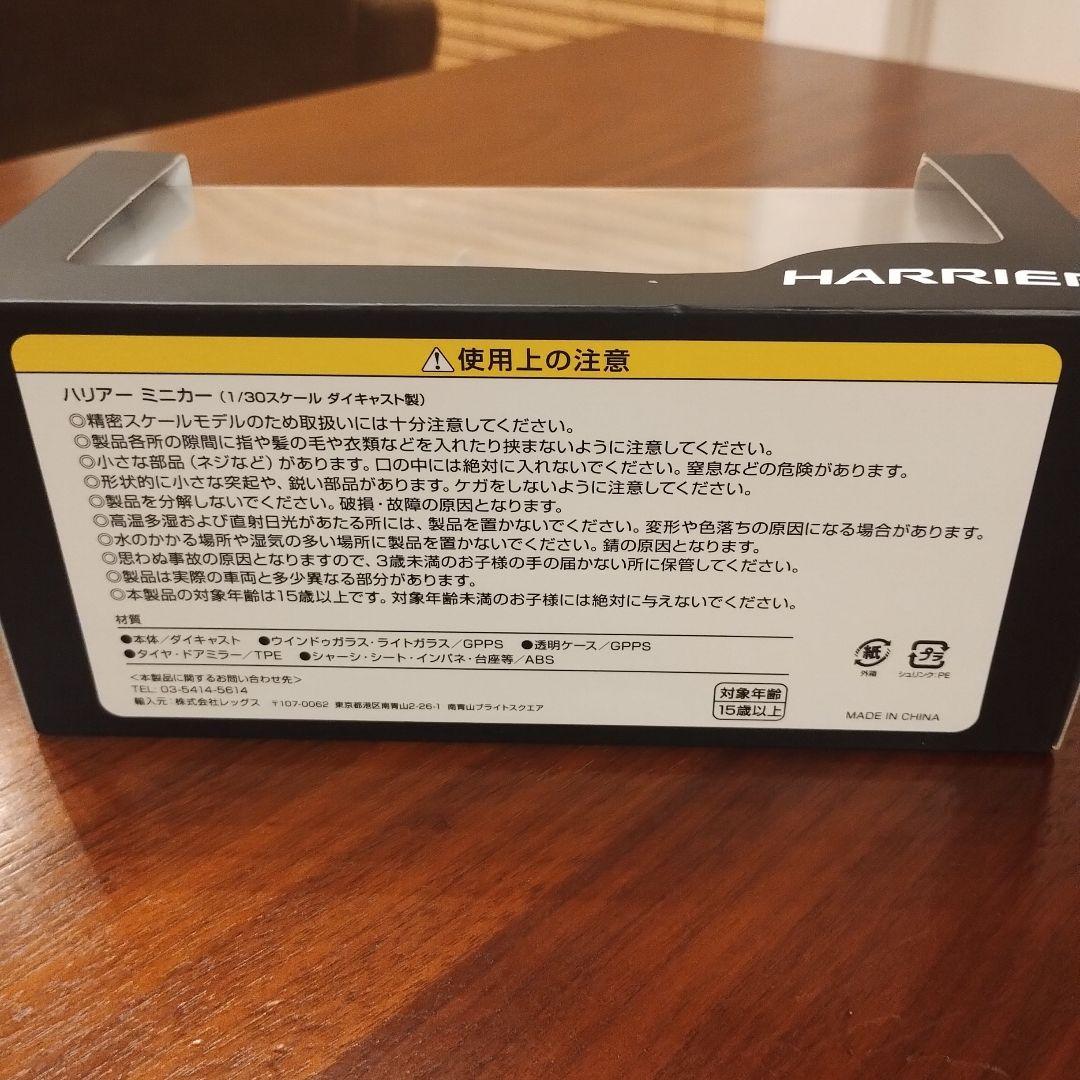 HARRIER
⚠使用上の注意
ハリアー ミニカー（1/30スケール ダイキャスト製）
◎精密スケールモデルのため取扱いには十分注意してください。
◎製品各所の隙間に指や髪の毛や衣類などを入れたり挟まないように注意してください。
◎小さな部品（ネジなど）があります。口の中には絶対に入れないでください。窒息などの危険があります。
◎形状的に小さな突起や、鋭い部品があります。ケガをしないように注意してください。
◎製品を分解しないでください。破損・故障の原因となります。
◎高温多湿および直射日光があたる所には、製品を置かないでください。変形や色落ちの原因になる場合があります。
◎水のかかる場所や湿気の多い場所に製品を置かないでください。錆の原因となります。
◎思わぬ事故の原因となりますので、3歳未満のお子様の手の届かない所に保管してください。
◎製品は実際の車両と多少異なる部分があります。
◎本製品の対象年齢は15歳以上です。対象年齢未満のお子様には絶対に与えないでください。
材質
●本体/ダイキャスト ●ウインドゥガラス・ライトガラス/GPPS ●透明ケース/GPPS
●タイヤ・ドアミラー/TPE ●シャーシ・シート・インパネ・台座等/ABS
<本製品に関するお問い合わせ先>
TEL: 03-5414-5614
輸入元: 株式会社レッグス 〒107-0062 東京都港区南青山2-26-1 南青山ブライトスクエア
対象年齢
15歳以上
紙
外箱
プラ
シュリンク:PE
MADE IN CHINA